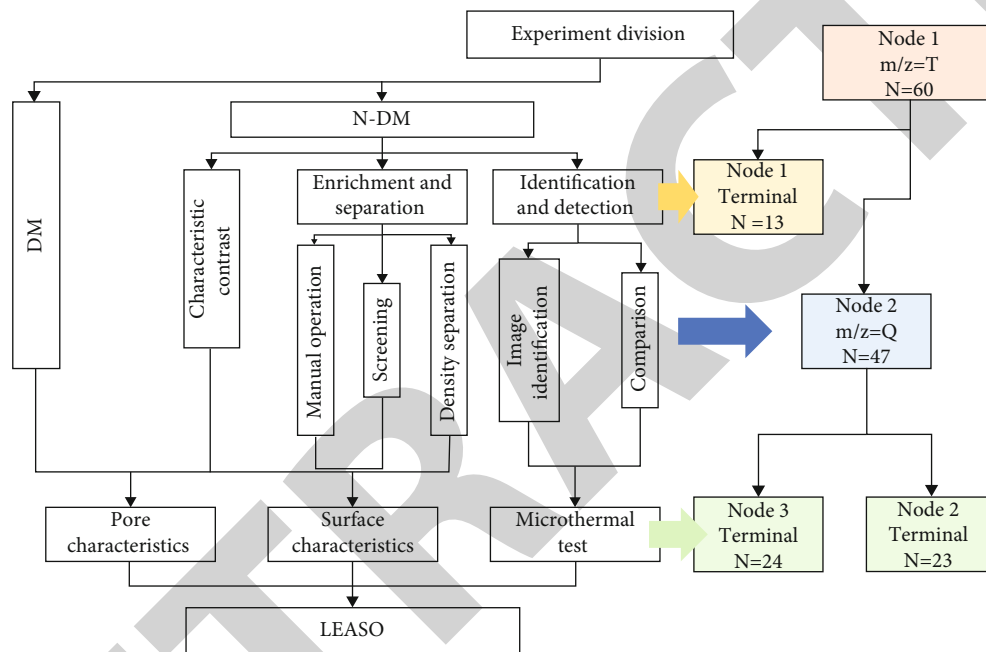 Experiment division
Node 1
m/z=T
N=60
DM
N-DM
Characteristic
contrast
Enrichment and
separation
Identification
and detection
Node 1
Terminal
N =13
Manual operation
Screening
Density separation
Image
identification
Comparison
Node 2
m/z=Q
N=47
Pore
characteristics
Surface
characteristics
Microthermal
test
Node 3
Terminal
N=24
Node 2
Terminal
N=23
LEASO